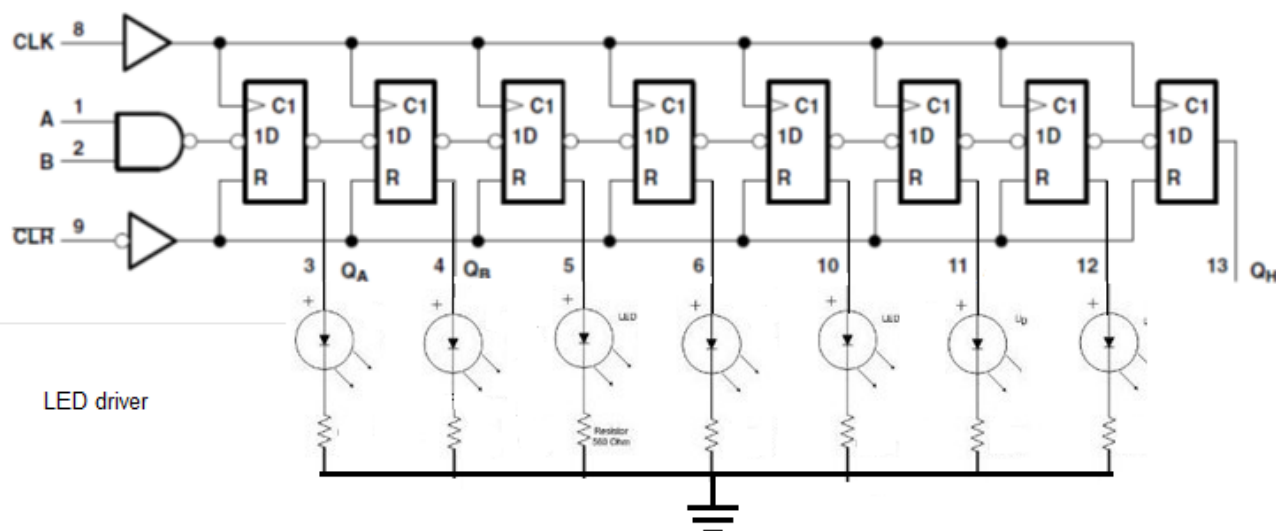 CLK 8
C1 C1 C1 C1 C1 C1 C1 C1
A 1
1D 1D 1D 1D 1D 1D 1D 1D
B 2
R R R R R R R R
CLR 9
3 QA 4 QB 5 6 10 11 12 13 QH
+ + + + + + +
LED LED
LED driver
Resistor
560 Ohm